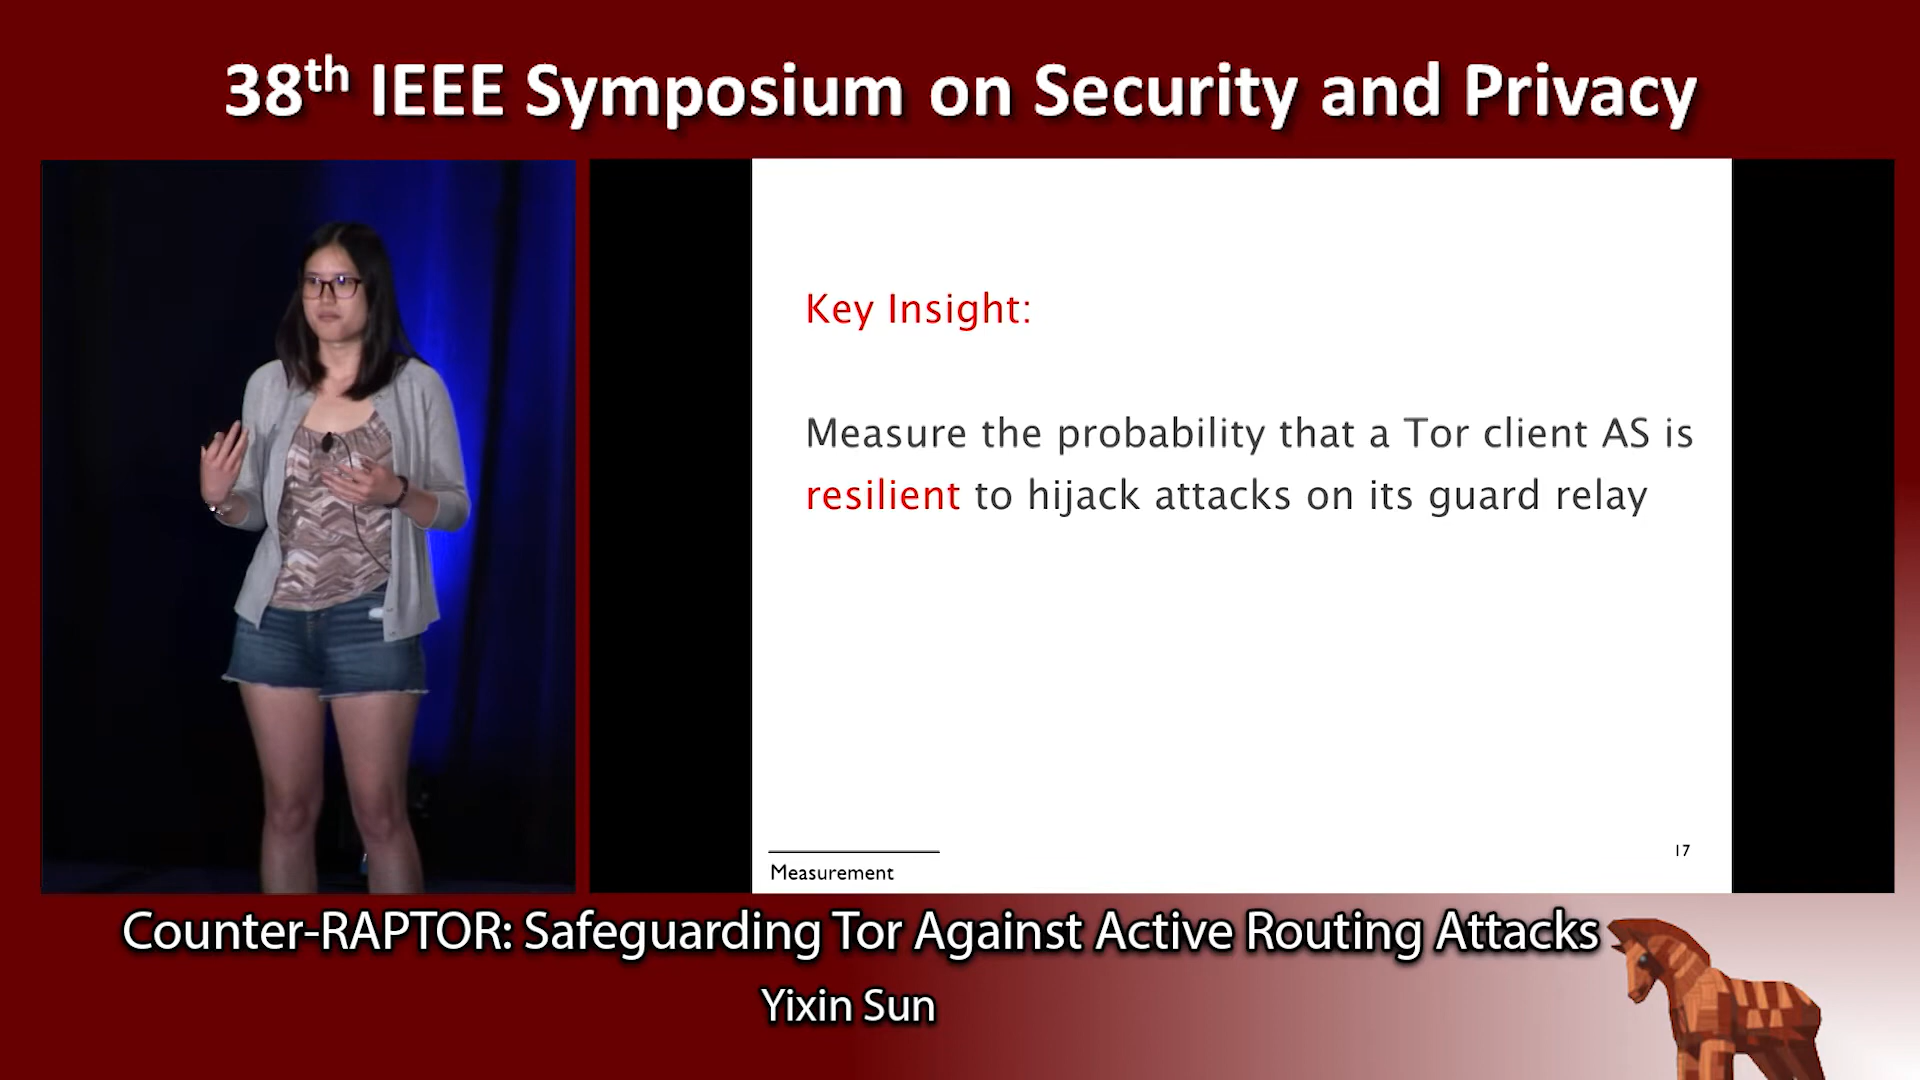 38th IEEE Symposium on Security and Privacy
Key Insight:
Measure the probability that a Tor client AS is
resilient to hijack attacks on its guard relay
17
Measurement
Counter-RAPTOR: Safeguarding Tor Against Active Routing Attacks
Yixin Sun